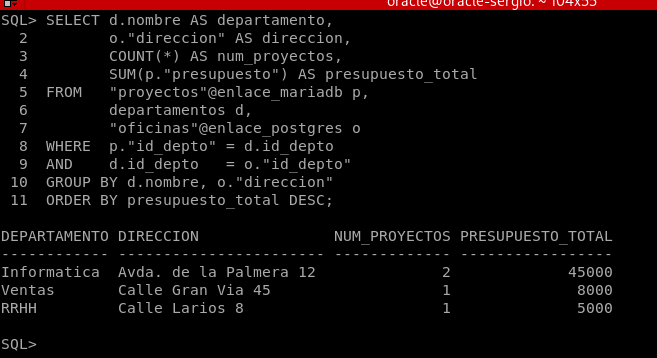 oracle@oracle-sergio: ~ 104x55
SQL> SELECT d.nombre AS departamento,
  2         o."direccion" AS direccion,
  3         COUNT(*) AS num_proyectos,
  4         SUM(p."presupuesto") AS presupuesto_total
  5  FROM   "proyectos"@enlace_mariadb p,
  6         departamentos d,
  7         "oficinas"@enlace_postgres o
  8  WHERE  p."id_depto" = d.id_depto
  9  AND    d.id_depto   = o."id_depto"
 10  GROUP BY d.nombre, o."direccion"
 11  ORDER BY presupuesto_total DESC;
DEPARTAMENTO DIRECCION               NUM_PROYECTOS PRESUPUESTO_TOTAL
------------ ----------------------- ------------- -----------------
Informatica  Avda. de la Palmera 12              2             45000
Ventas       Calle Gran Via 45                   1              8000
RRHH         Calle Larios 8                      1              5000
SQL>